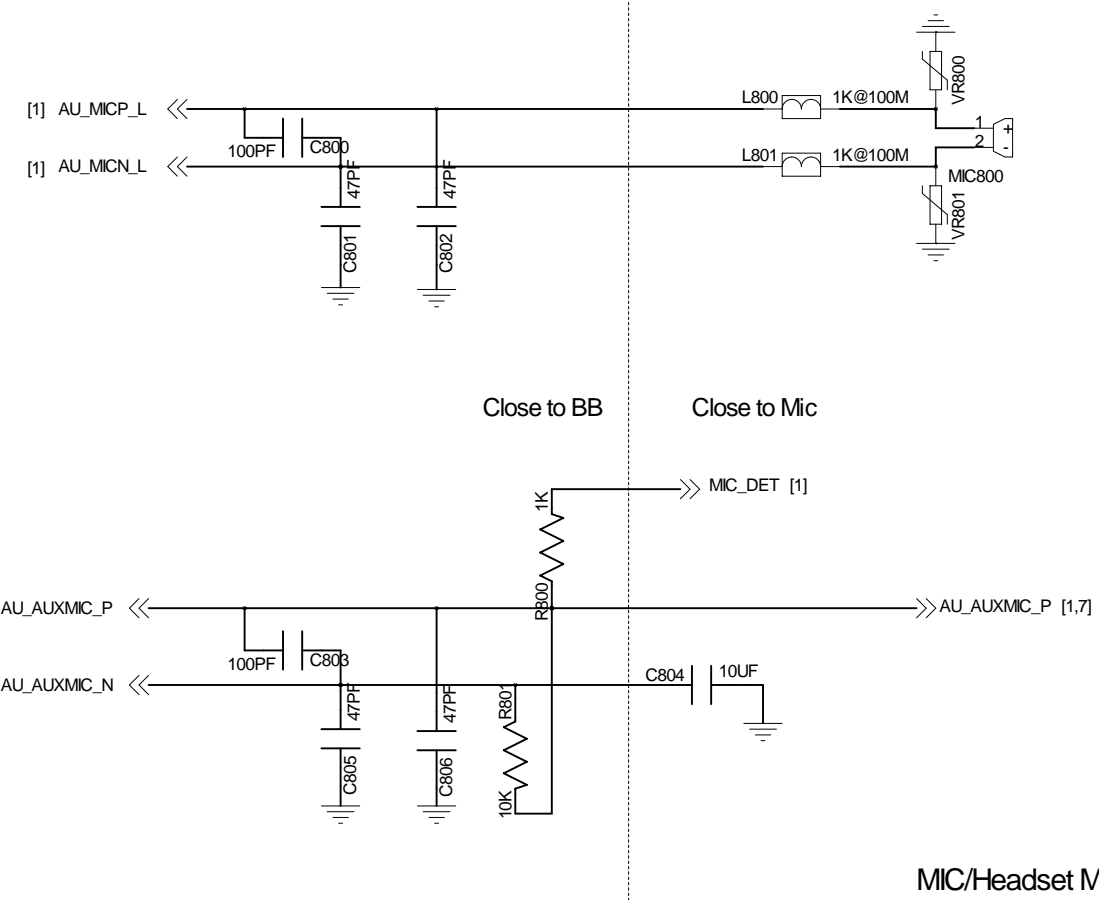 VR800
L800 1K@100M
[1] AU_MICP_L
1
+
100PF C800
2
-
[1] AU_MICN_L
L801 1K@100M
MIC800
47PF
47PF
VR801
C801
C802
Close to BB Close to Mic
MIC_DET [1]
1K
R800
AU_AUXMIC_P
AU_AUXMIC_P [1,7]
100PF C803
AU_AUXMIC_N
C804 10UF
47PF
47PF
R801
C805
C806
10K
MIC/Headset M